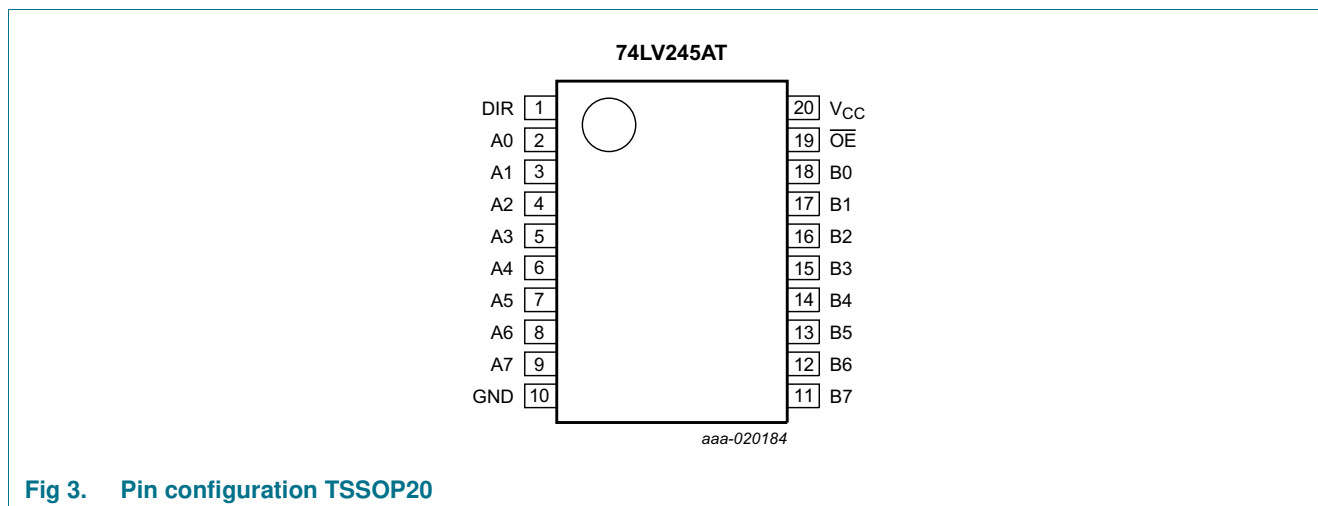 74LV245AT
DIR 1 20 VCC
A0 2 19 O̅E̅
A1 3 18 B0
A2 4 17 B1
A3 5 16 B2
A4 6 15 B3
A5 7 14 B4
A6 8 13 B5
A7 9 12 B6
GND 10 11 B7
aaa-020184
Fig 3. Pin configuration TSSOP20